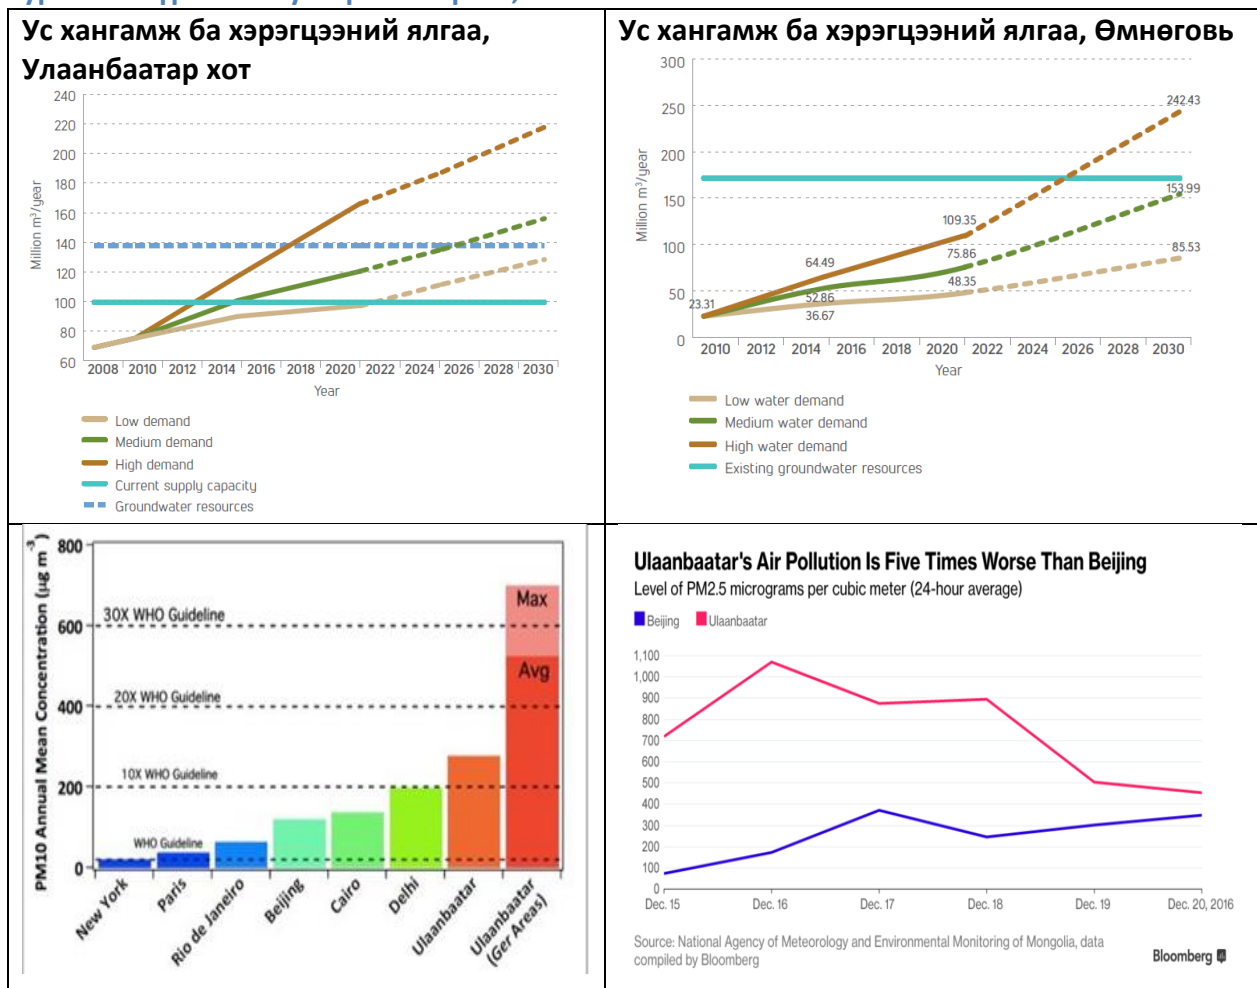 Ус хангамж ба хэрэгцээний ялгаа,
Улаанбаатар хот
240
220
200
180
160
140
120
100
80
60
Million m³/year
2008 2010 2012 2014 2016 2018 2020 2022 2024 2026 2028 2030
Year
Low demand
Medium demand
High demand
Current supply capacity
Groundwater resources
Ус хангамж ба хэрэгцээний ялгаа, Өмнөговь
300
250
200
150
100
50
0
Million m³/year
242.43
153.99
109.35
85.53
75.86
64.49
48.35
52.86
23.31
36.67
2010 2012 2014 2016 2018 2020 2022 2024 2026 2028 2030
Year
Low water demand
Medium water demand
High water demand
Existing groundwater resources
PM10 Annual Mean Concentration (µg m⁻³)
800
600
400
200
0
30X WHO Guideline
20X WHO Guideline
10X WHO Guideline
WHO Guideline
Max
Avg
New York
Paris
Rio de Janeiro
Beijing
Cairo
Delhi
Ulaanbaatar
Ulaanbaatar
(Ger Areas)
Ulaanbaatar's Air Pollution Is Five Times Worse Than Beijing
Level of PM2.5 micrograms per cubic meter (24-hour average)
Beijing Ulaanbaatar
1,100
1,000
900
800
700
600
500
400
300
200
100
0
Dec. 15 Dec. 16 Dec. 17 Dec. 18 Dec. 19 Dec. 20, 2016
Source: National Agency of Meteorology and Environmental Monitoring of Mongolia, data
compiled by Bloomberg
Bloomberg